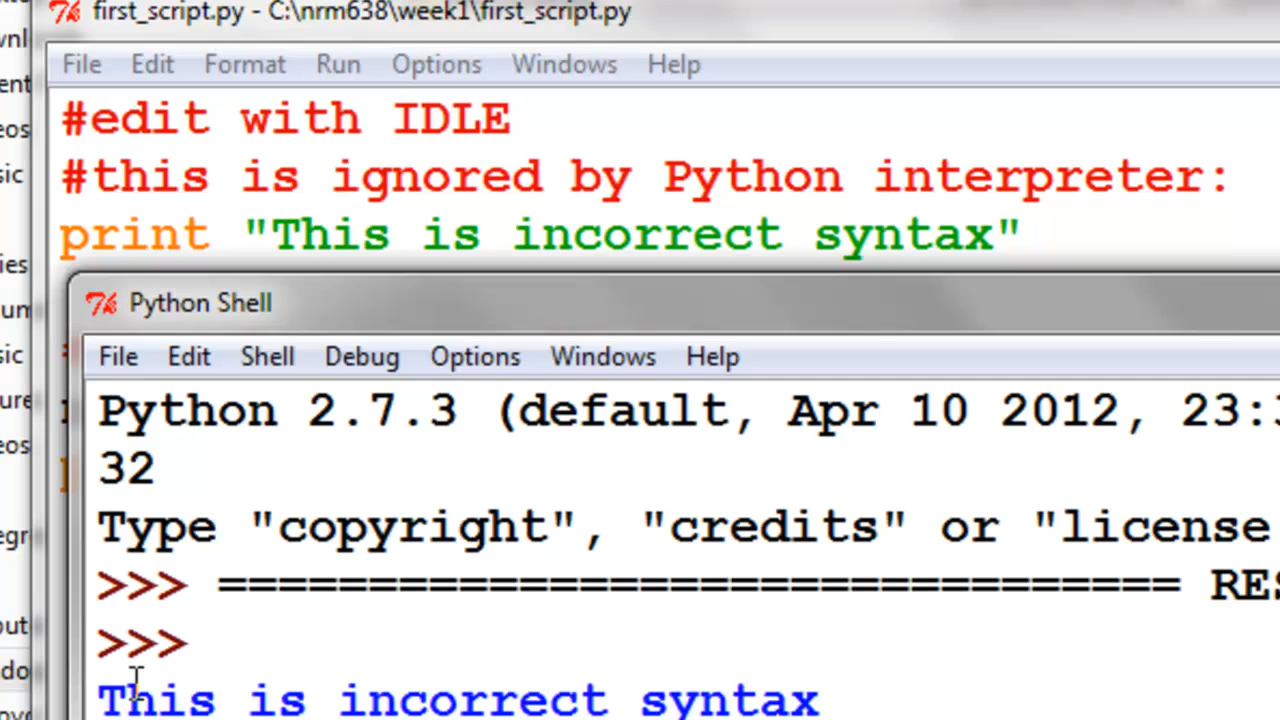 first_script.py - C:\nrm638\week1\first_script.py
File Edit Format Run Options Windows Help
#edit with IDLE
#this is ignored by Python interpreter:
print "This is incorrect syntax"
Python Shell
File Edit Shell Debug Options Windows Help
Python 2.7.3 (default, Apr 10 2012, 23:3
32
Type "copyright", "credits" or "license
>>> ================================ RES
>>>
This is incorrect syntax